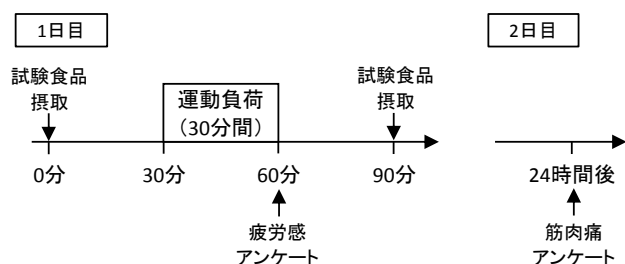 1日目
2日目
試験食品
摂取
運動負荷
（30分間）
試験食品
摂取
0分
30分
60分
90分
24時間後
疲労感
アンケート
筋肉痛
アンケート